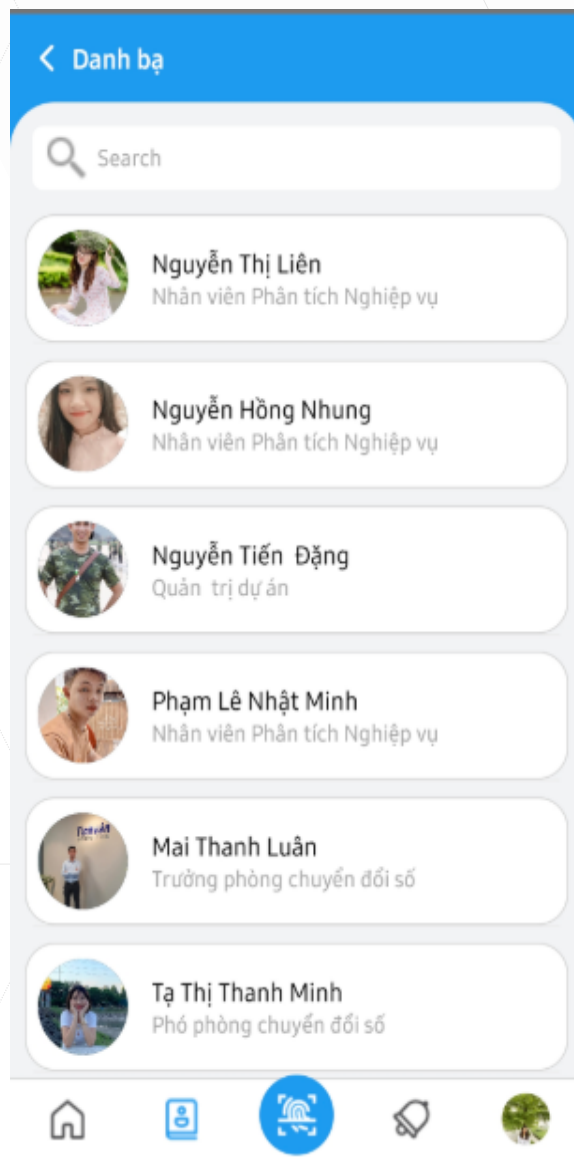 Danh bạ
Search
Nguyễn Thị Liên
Nhân viên Phân tích Nghiệp vụ
Nguyễn Hồng Nhung
Nhân viên Phân tích Nghiệp vụ
Nguyễn Tiến  Đặng
Quản  trị dự án
Phạm Lê Nhật Minh
Nhân viên Phân tích Nghiệp vụ
Mai Thanh Luân
Trưởng phòng chuyển đổi số
Tạ Thị Thanh Minh
Phó phòng chuyển đổi số